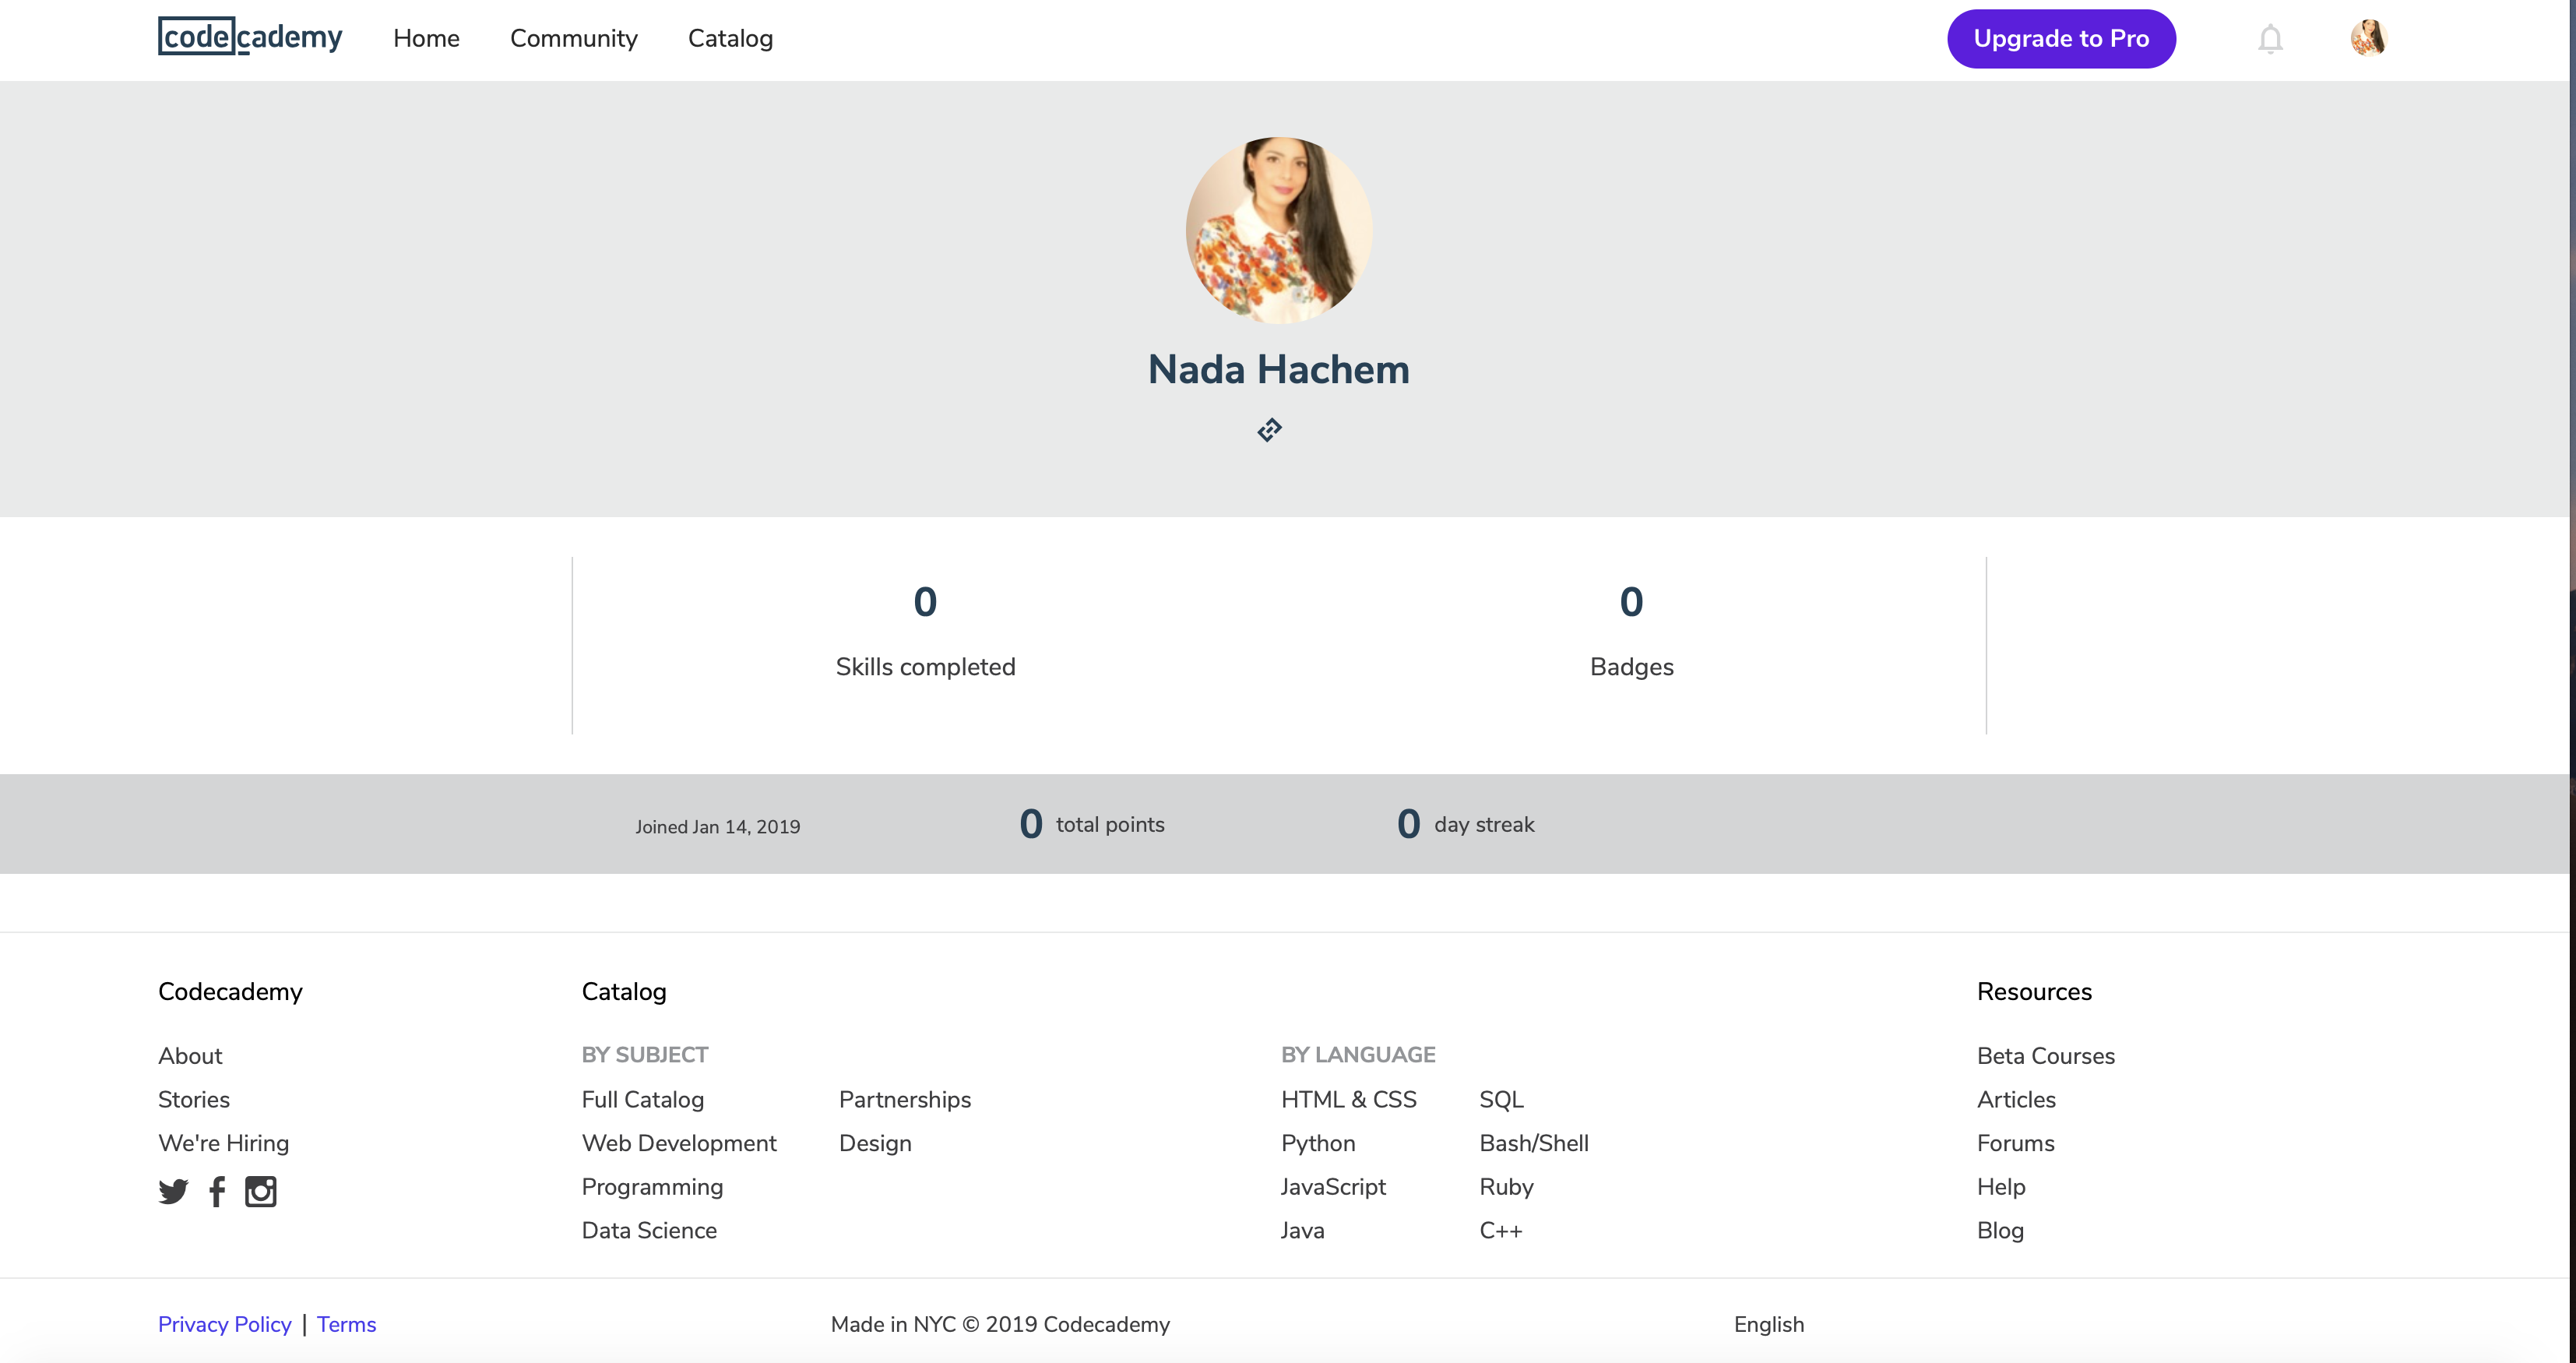 codecademy Home Community Catalog Upgrade to Pro
Nada Hachem
0 0
Skills completed Badges
Joined Jan 14, 2019 0 total points 0 day streak
Codecademy Catalog Resources
About BY SUBJECT BY LANGUAGE Beta Courses
Stories Full Catalog Partnerships HTML & CSS SQL Articles
We're Hiring Web Development Design Python Bash/Shell Forums
Programming JavaScript Ruby Help
Data Science Java C++ Blog
Privacy Policy | Terms Made in NYC © 2019 Codecademy English